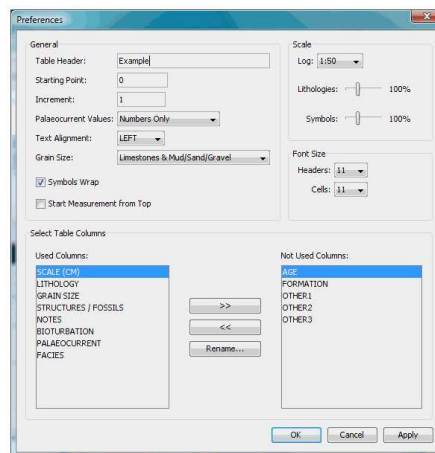 Preferences
General
Table Header: Example
Starting Point: 0
Increment: 1
Palaeocurrent Values: Numbers Only
Text Alignment: LEFT
Grain Size: Limestones & Mud/Sand/Gravel
Symbols Wrap
Start Measurement from Top
Scale
Log: 1:50
Lithologies: 100%
Symbols: 100%
Font Size
Headers: 11
Cells: 11
Select Table Columns
Used Columns:
SCALE (CM)
LITHOLOGY
GRAIN SIZE
STRUCTURES / FOSSILS
NOTES
BIOTURBATION
PALAEOCURRENT
FACIES
>>
<<
Rename...
Not Used Columns:
AGE
FORMATION
OTHER1
OTHER2
OTHER3
OK Cancel Apply